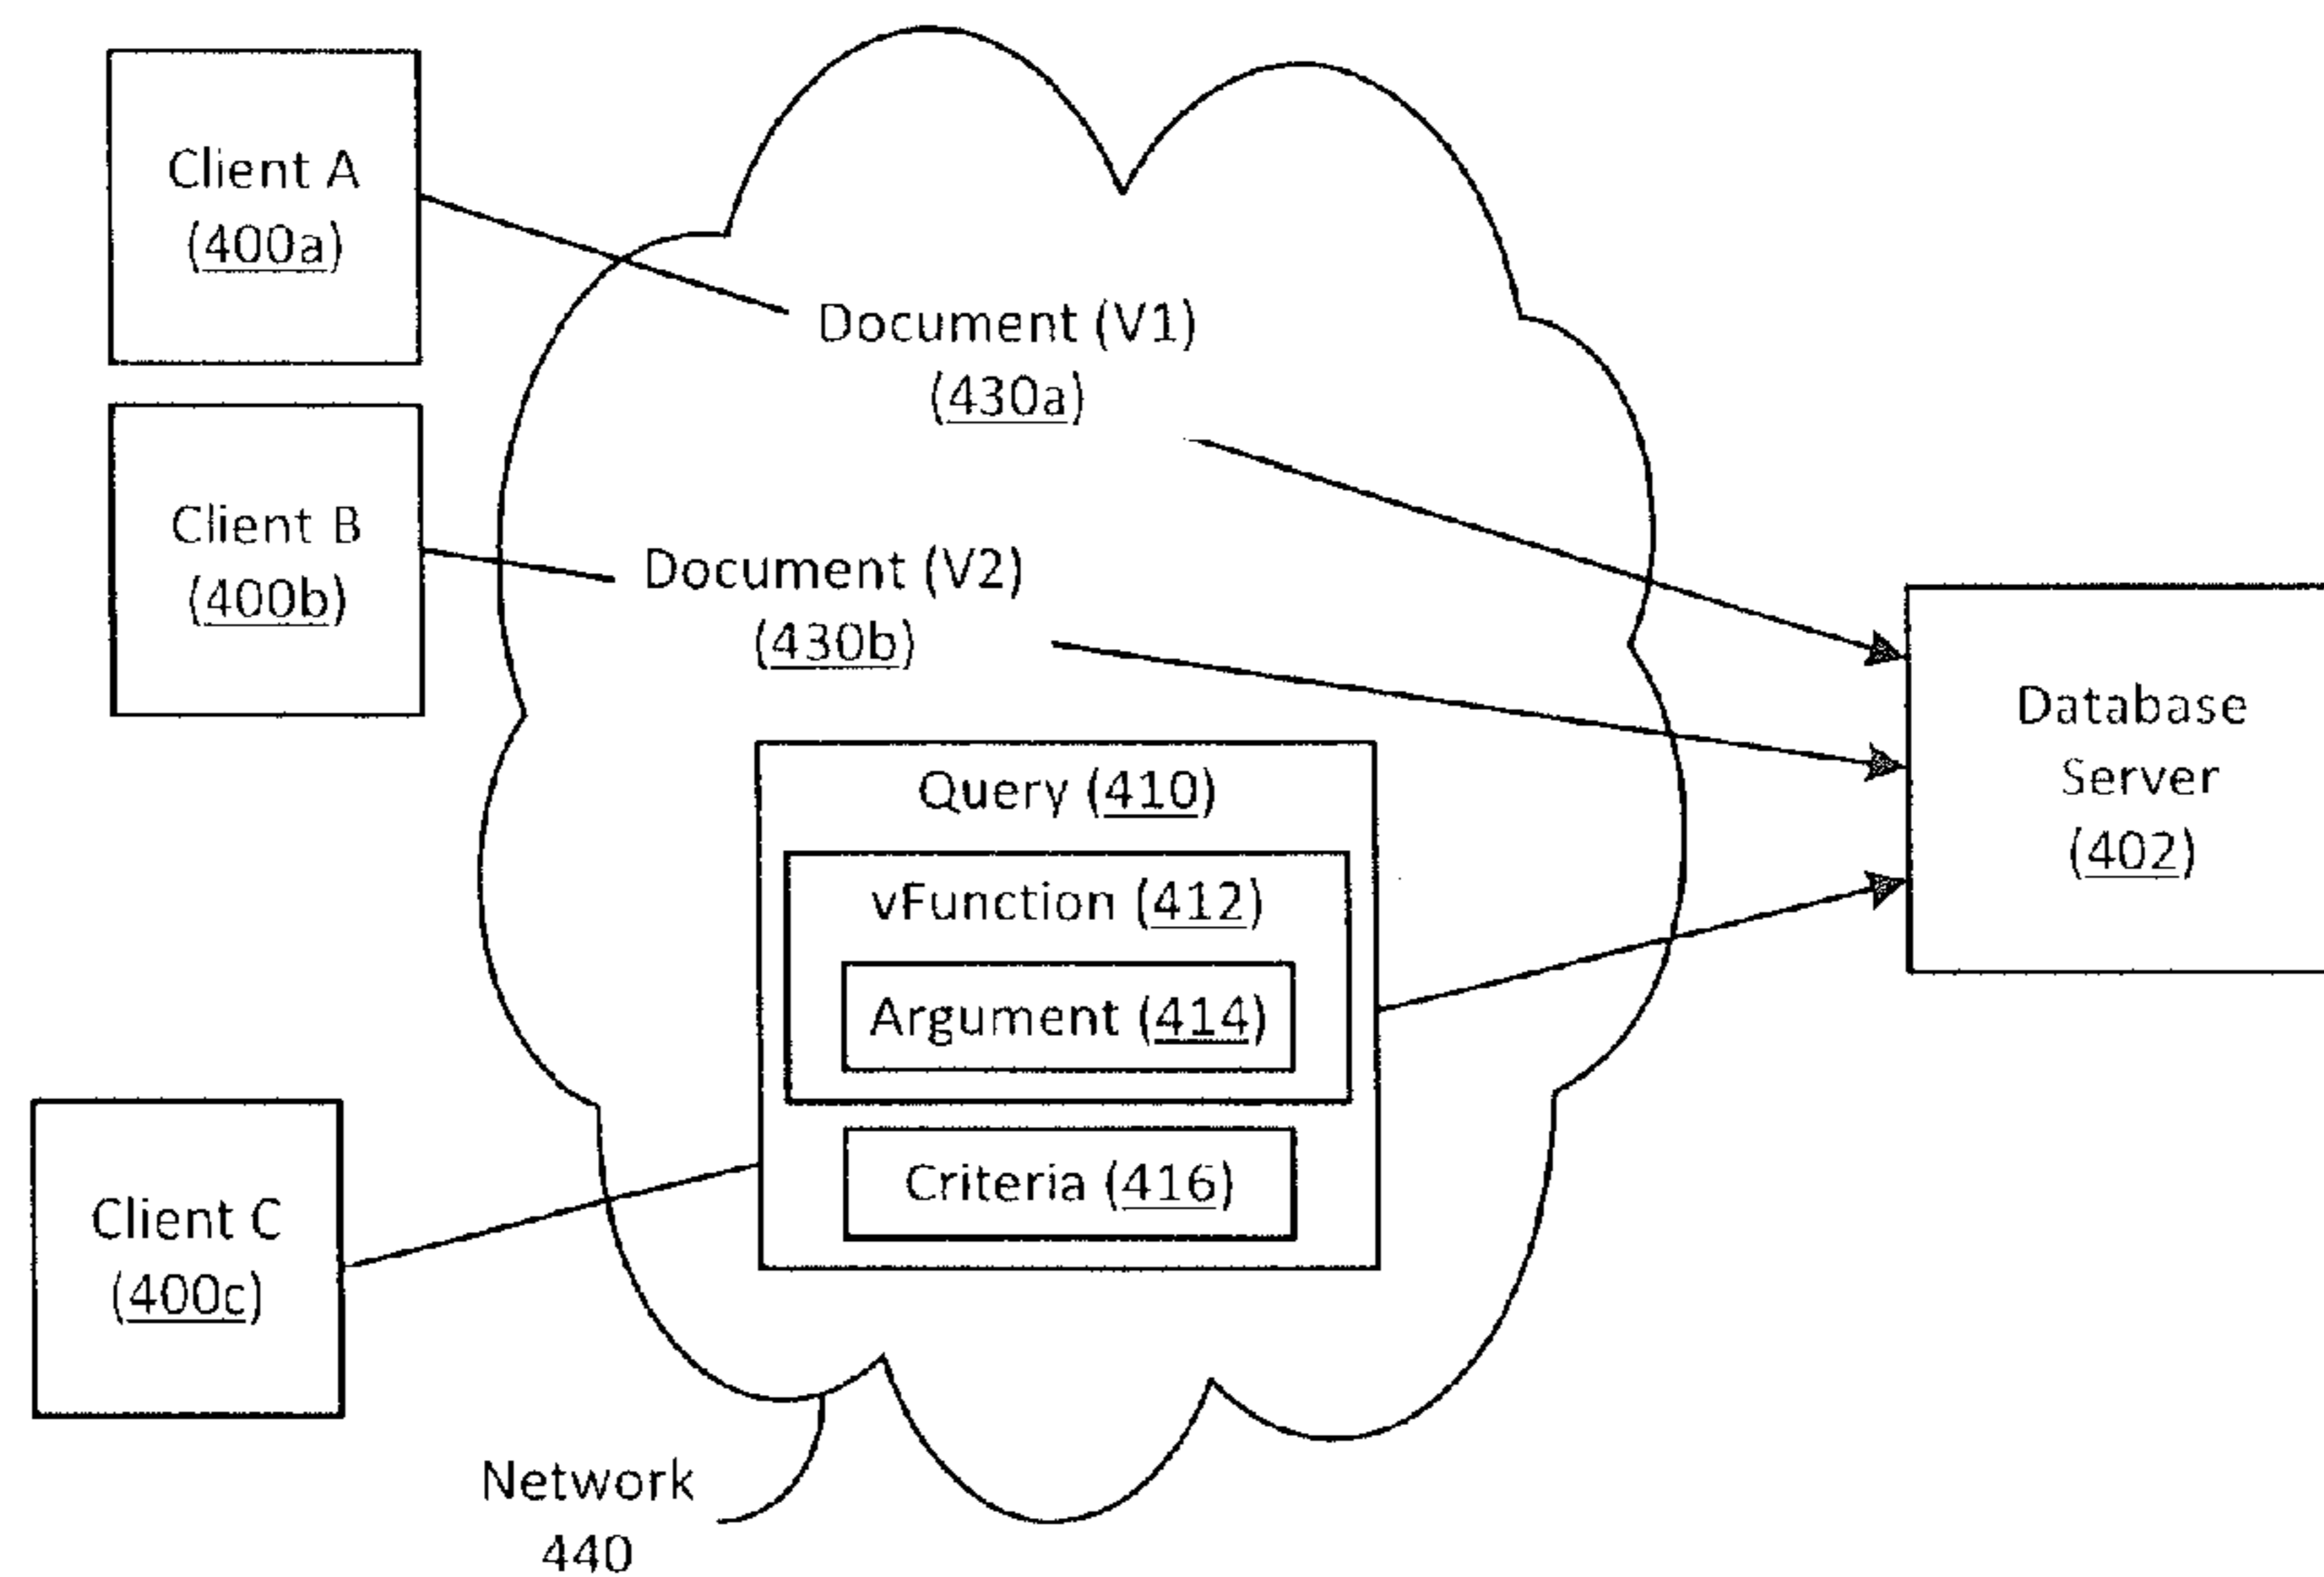 Client A
(400a)
Document (V1)
(430a)
Client B
(400b)
Document (V2)
(430b)
Query (410)
vFunction (412)
Argument (414)
Criteria (416)
Database
Server
(402)
Client C
(400c)
Network
440